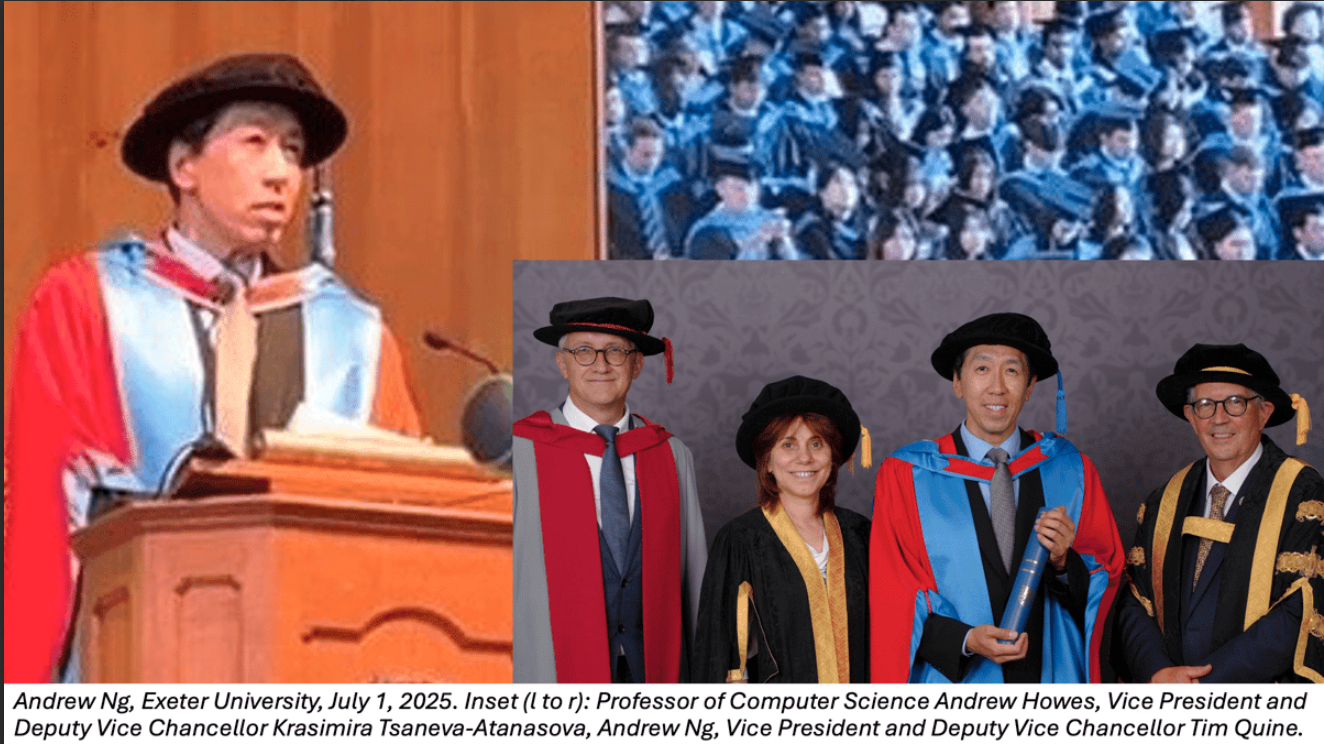 Andrew Ng, Exeter University, July 1, 2025. Inset (l to r): Professor of Computer Science Andrew Howes, Vice President and
Deputy Vice Chancellor Krasimira Tsaneva-Atanasova, Andrew Ng, Vice President and Deputy Vice Chancellor Tim Quine.